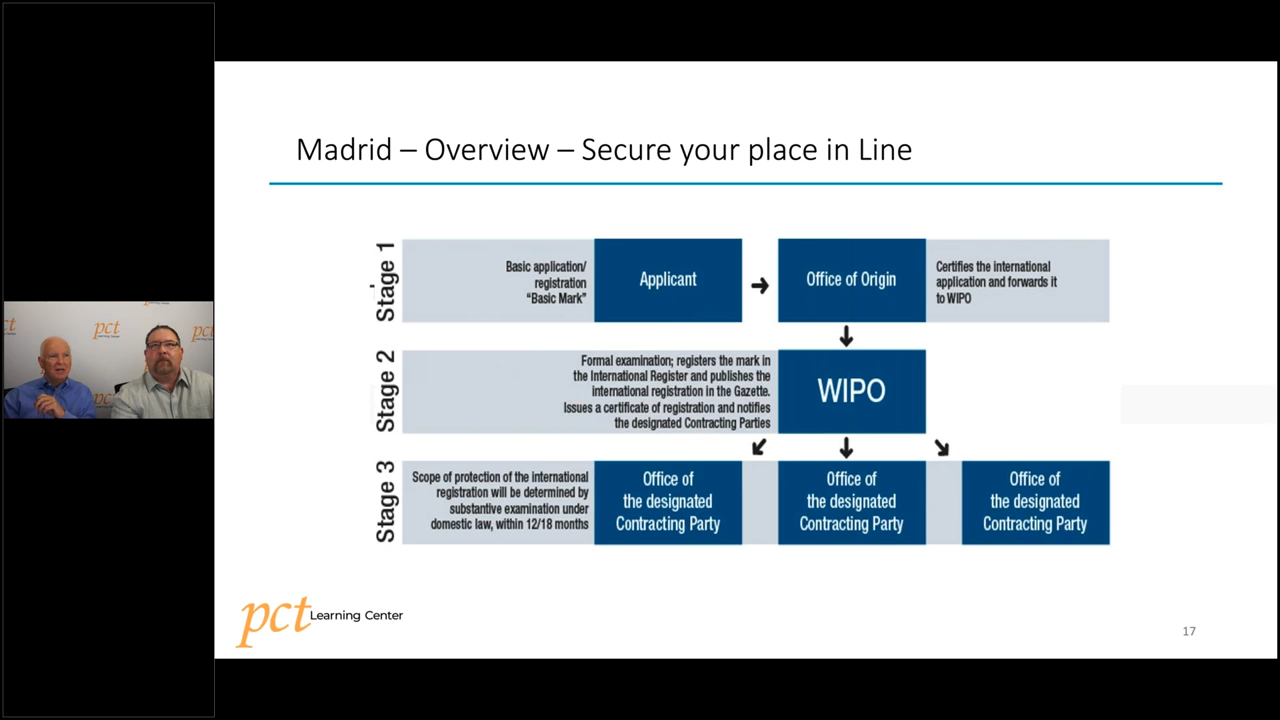 Madrid – Overview – Secure your place in Line
Stage 1
Basic application/
registration
“Basic Mark”
Applicant
Office of Origin
Certifies the international
application and forwards it
to WIPO
Stage 2
Formal examination; registers the mark in
the International Register and publishes the
international registration in the Gazette.
Issues a certificate of registration and notifies
the designated Contracting Parties
WIPO
Stage 3
Scope of protection of the international
registration will be determined by
substantive examination under
domestic law, within 12/18 months
Office of
the designated
Contracting Party
Office of
the designated
Contracting Party
Office of
the designated
Contracting Party
pct Learning Center
17
pct
Learning Center
pct